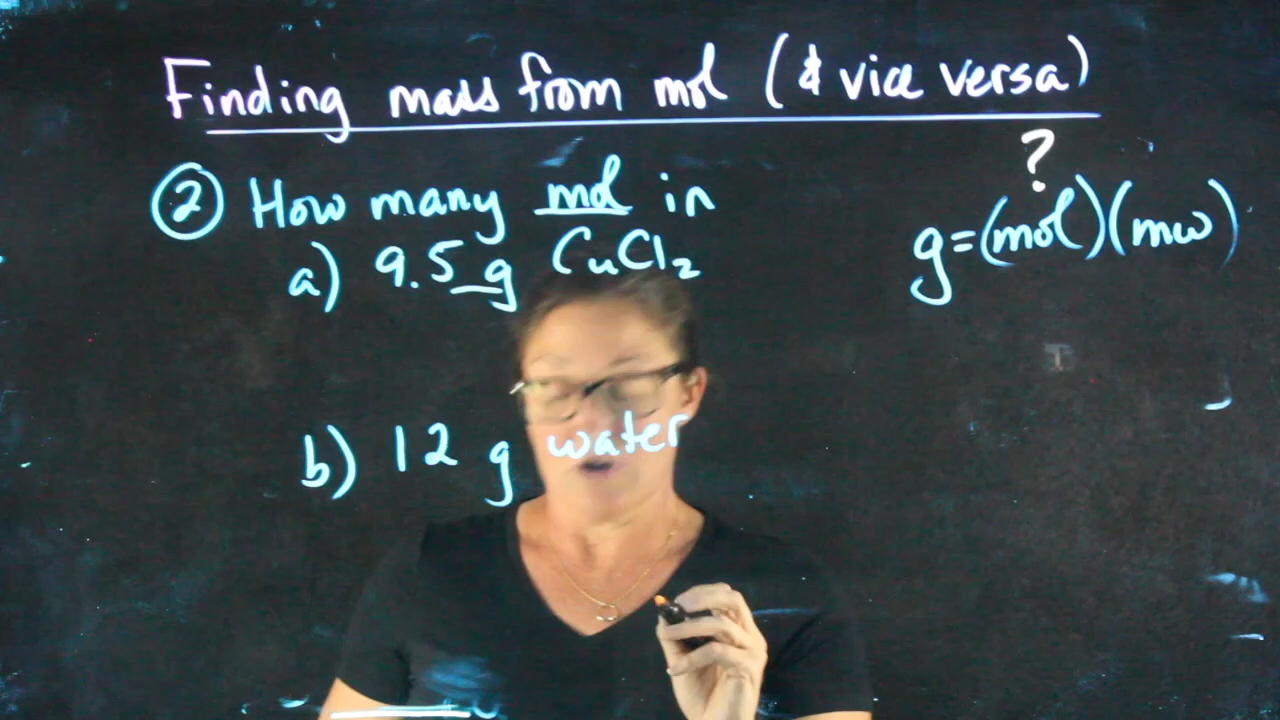 Finding mass from mol (& vice versa)
② How many mol in
a) 9.5 g CuCl₂
?
g=(mol)(mw)
b) 12 g water